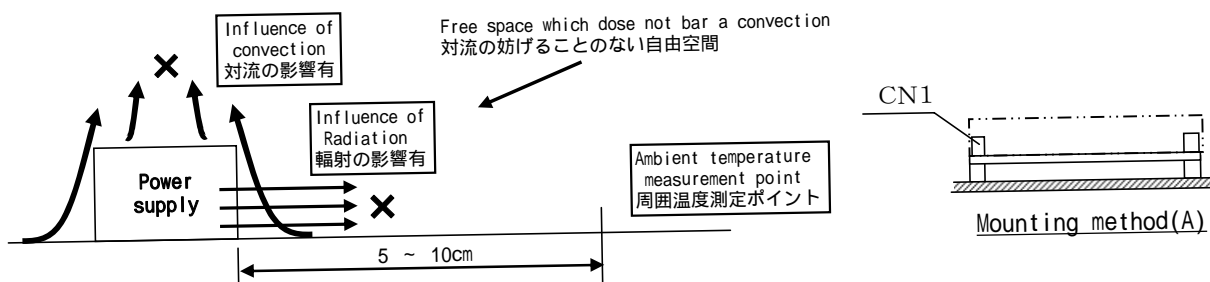 Influence of
convection
対流の影響有
Free space which dose not bar a convection
対流の妨げることのない自由空間
Influence of
Radiation
輻射の影響有
Power
supply
Ambient temperature
measurement point
周囲温度測定ポイント
5 ~ 10cm
CN1
Mounting method(A)